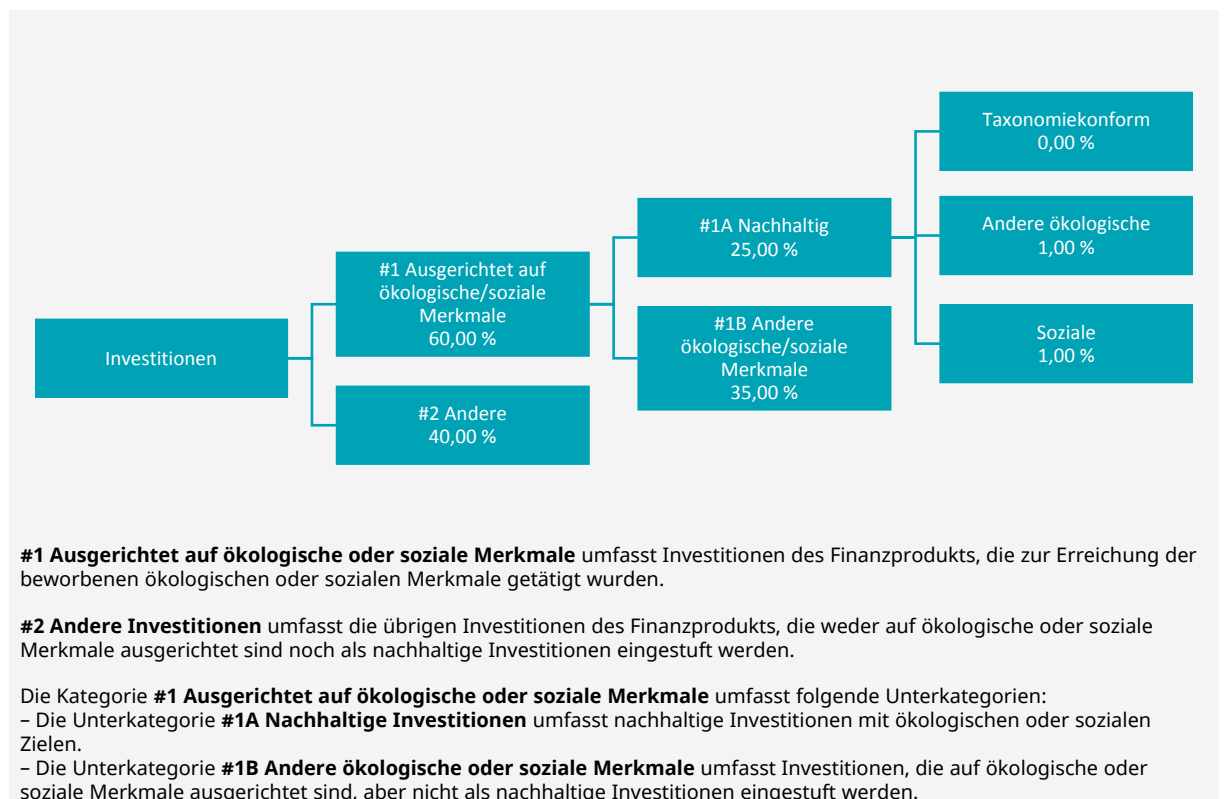 Taxonomiekonform
0,00 %
#1A Nachhaltig
25,00 %
Andere ökologische
1,00 %
#1 Ausgerichtet auf
ökologische/soziale
Merkmale
60,00 %
Investitionen
#1B Andere
ökologische/soziale
Merkmale
35,00 %
Soziale
1,00 %
#2 Andere
40,00 %
#1 Ausgerichtet auf ökologische oder soziale Merkmale umfasst Investitionen des Finanzprodukts, die zur Erreichung der
beworbenen ökologischen oder sozialen Merkmale getätigt wurden.
#2 Andere Investitionen umfasst die übrigen Investitionen des Finanzprodukts, die weder auf ökologische oder soziale
Merkmale ausgerichtet sind noch als nachhaltige Investitionen eingestuft werden.
Die Kategorie #1 Ausgerichtet auf ökologische oder soziale Merkmale umfasst folgende Unterkategorien:
– Die Unterkategorie #1A Nachhaltige Investitionen umfasst nachhaltige Investitionen mit ökologischen oder sozialen
Zielen.
– Die Unterkategorie #1B Andere ökologische oder soziale Merkmale umfasst Investitionen, die auf ökologische oder
soziale Merkmale ausgerichtet sind, aber nicht als nachhaltige Investitionen eingestuft werden.